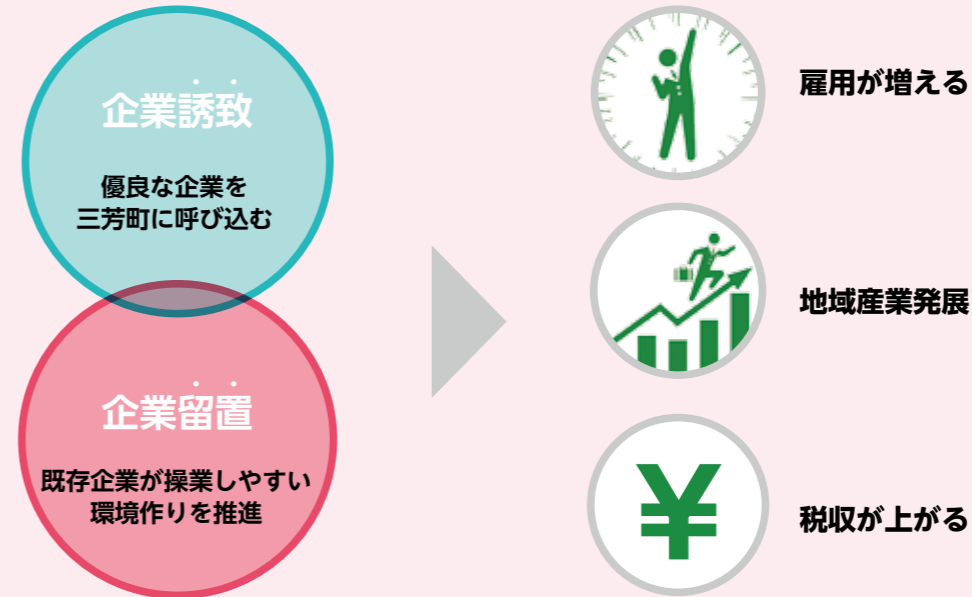 企業誘致
優良な企業を
三芳町に呼び込む
企業留置
既存企業が操業しやすい
環境作りを推進
雇用が増える
地域産業発展
¥
税収が上がる